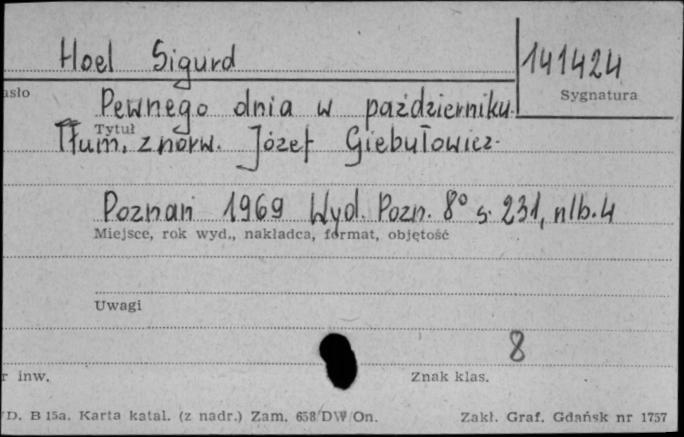 Hoel Sigurd
141424
asło
Sygnatura
Pewnego dnia w październiku.
Tytuł
Tłum. z norw. Józef Giebułowicz.
Poznań 1969 Wyd. Pozn. 8° s. 231, nlb. 4
Miejsce, rok wyd., nakładca, format, objętość
Uwagi
8
r inw.
Znak klas.
D. B 15a. Karta katal. (z nadr.) Zam. 658/DW/On.
Zakł. Graf. Gdańsk nr 1757